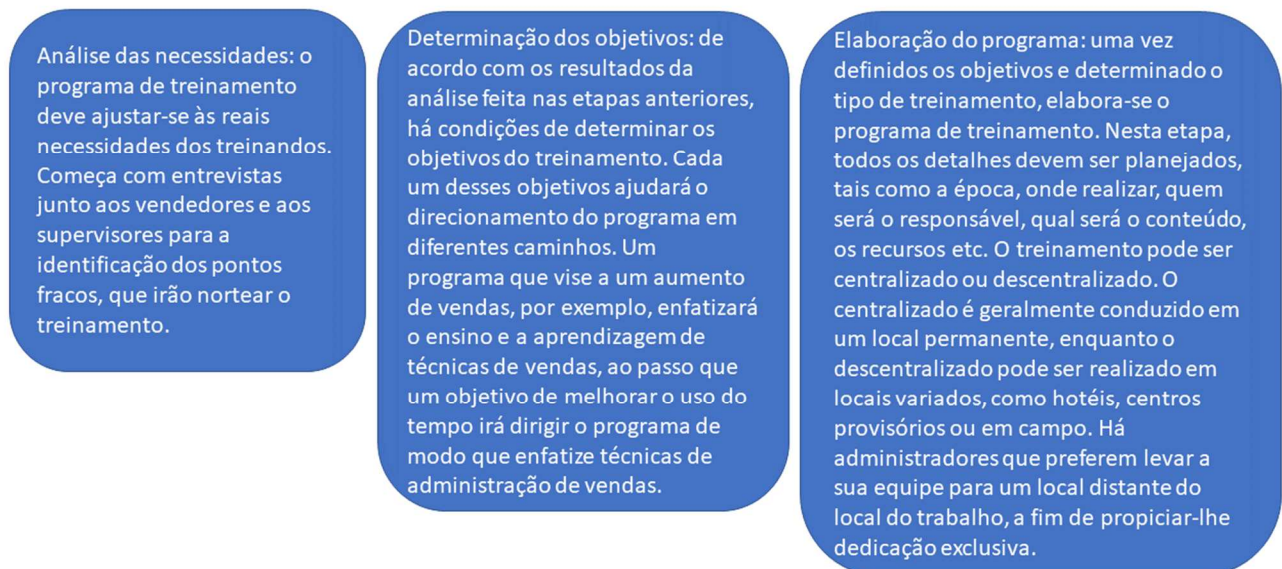 Análise das necessidades: o
programa de treinamento
deve ajustar-se às reais
necessidades dos treinandos.
Começa com entrevistas
junto aos vendedores e aos
supervisores para a
identificação dos pontos
fracos, que irão nortear o
treinamento.
Determinação dos objetivos: de
acordo com os resultados da
análise feita nas etapas anteriores,
há condições de determinar os
objetivos do treinamento. Cada
um desses objetivos ajudará o
direcionamento do programa em
diferentes caminhos. Um
programa que vise a um aumento
de vendas, por exemplo, enfatizará
o ensino e a aprendizagem de
técnicas de vendas, ao passo que
um objetivo de melhorar o uso do
tempo irá dirigir o programa de
modo que enfatize técnicas de
administração de vendas.
Elaboração do programa: uma vez
definidos os objetivos e determinado o
tipo de treinamento, elabora-se o
programa de treinamento. Nesta etapa,
todos os detalhes devem ser planejados,
tais como a época, onde realizar, quem
será o responsável, qual será o conteúdo,
os recursos etc. O treinamento pode ser
centralizado ou descentralizado. O
centralizado é geralmente conduzido em
um local permanente, enquanto o
descentralizado pode ser realizado em
locais variados, como hotéis, centros
provisórios ou em campo. Há
administradores que preferem levar a
sua equipe para um local distante do
local do trabalho, a fim de propiciar-lhe
dedicação exclusiva.